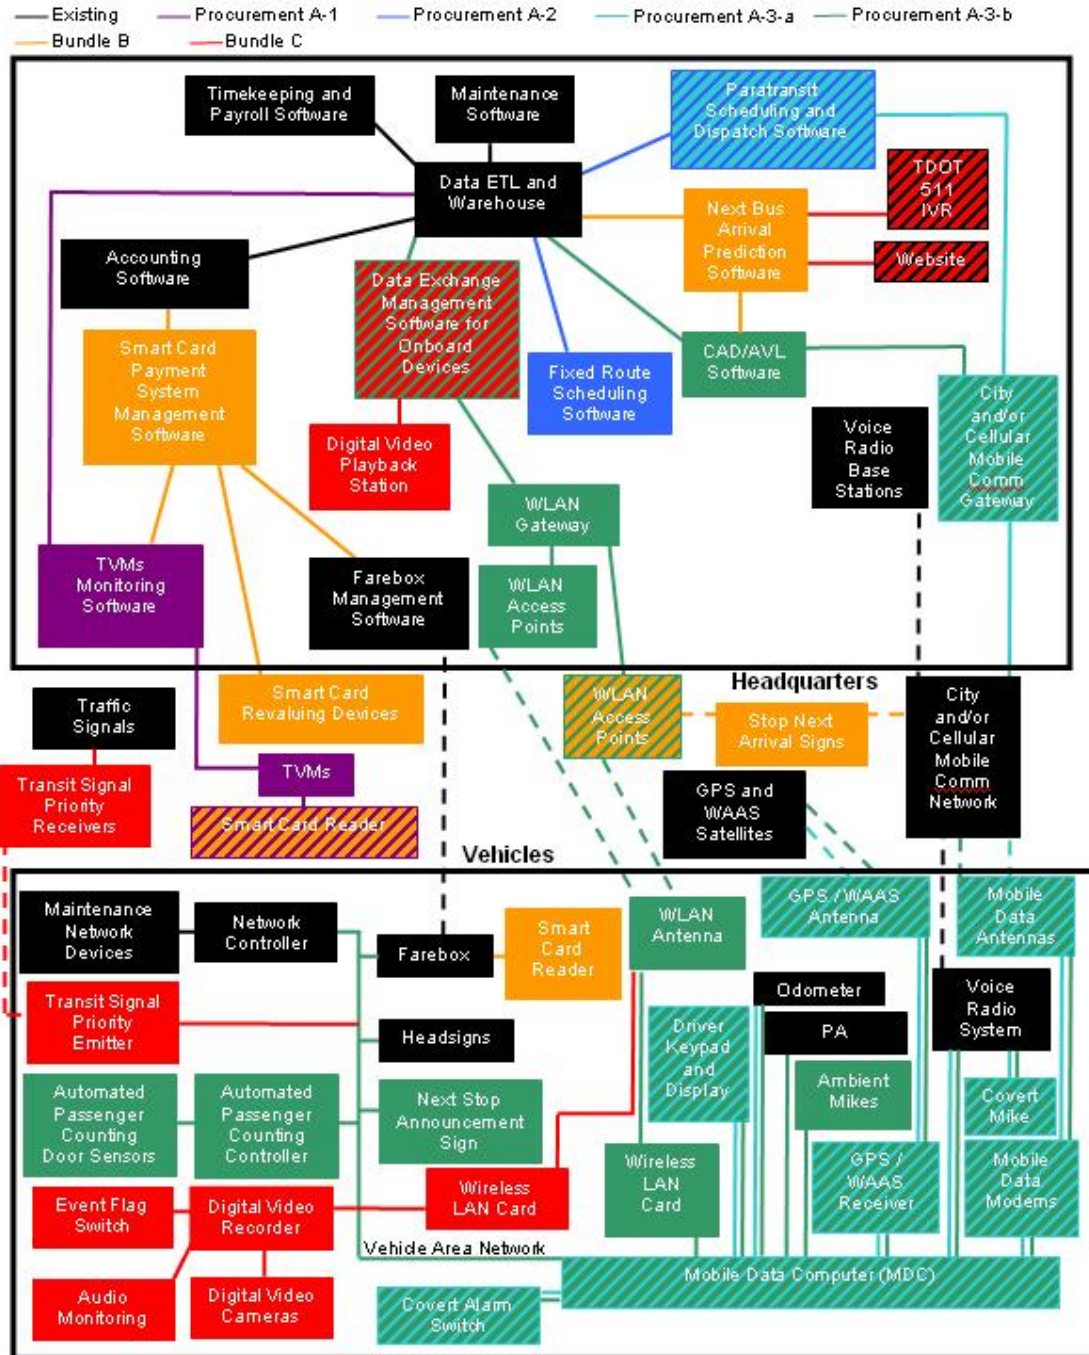 Existing
Procurement A-1
Procurement A-2
Procurement A-3-a
Procurement A-3-b
Bundle B
Bundle C
Timekeeping and
Payroll Software
Maintenance
Software
Paratransit
Scheduling and
Dispatch Software
Data ETL and
Warehouse
TDOT
511
IVR
Next Bus
Arrival
Prediction
Software
Website
Accounting
Software
Data Exchange
Management
Software for
Onboard
Devices
Smart Card
Payment
System
Management
Software
Fixed Route
Scheduling
Software
CAD/AVL
Software
City
and/or
Cellular
Mobile
Comm
Gateway
Voice
Radio
Base
Stations
Digital Video
Playback
Station
WLAN
Gateway
TVMs
Monitoring
Software
Farebox
Management
Software
WLAN
Access
Points
Headquarters
Traffic
Signals
Smart Card
Revaluing Devices
WLAN
Access
Points
Stop Next
Arrival Signs
City
and/or
Cellular
Mobile
Comm
Network
Transit Signal
Priority
Receivers
TVMs
Smart Card Reader
GPS and
WAAS
Satellites
Vehicles
Maintenance
Network
Devices
Network
Controller
Farebox
Smart
Card
Reader
WLAN
Antenna
GPS / WAAS
Antenna
Mobile
Data
Antennas
Transit Signal
Priority
Emitter
Headsigns
Driver
Keypad
and
Display
Odometer
PA
Voice
Radio
System
Automated
Passenger
Counting
Door Sensors
Automated
Passenger
Counting
Controller
Next Stop
Announcement
Sign
Ambient
Mikes
Covert
Mike
Event Flag
Switch
Digital Video
Recorder
Wireless
LAN Card
Wireless
LAN
Card
GPS /
WAAS
Receiver
Mobile
Data
Modems
Vehicle Area Network
Mobile Data Computer (MDC)
Audio
Monitoring
Digital Video
Cameras
Covert Alarm
Switch